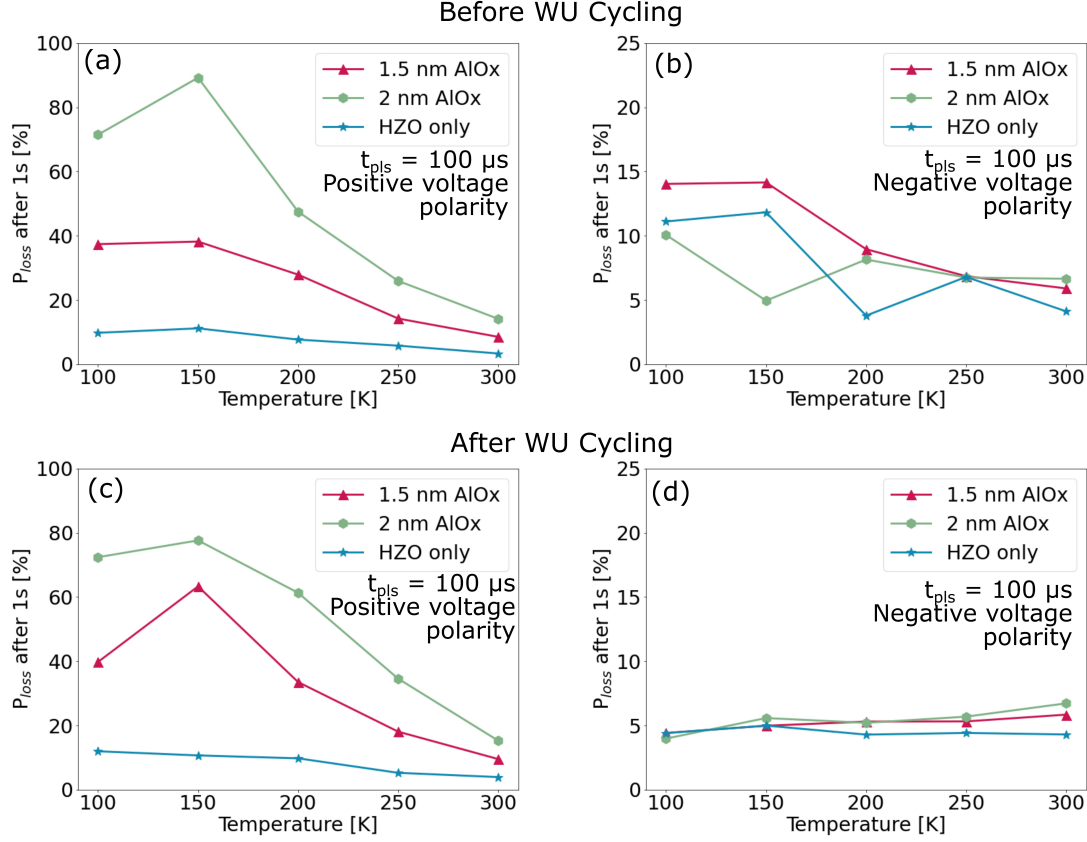 Before WU Cycling
(a)
1.5 nm AlOx
2 nm AlOx
HZO only
t_pls = 100 μs
Positive voltage
polarity
P_loss after 1s [%]
100
80
60
40
20
0
100 150 200 250 300
Temperature [K]
(b)
1.5 nm AlOx
2 nm AlOx
HZO only
t_pls = 100 μs
Negative voltage
polarity
P_loss after 1s [%]
25
20
15
10
5
0
100 150 200 250 300
Temperature [K]
After WU Cycling
(c)
1.5 nm AlOx
2 nm AlOx
HZO only
t_pls = 100 μs
Positive voltage
polarity
P_loss after 1s [%]
100
80
60
40
20
0
100 150 200 250 300
Temperature [K]
(d)
1.5 nm AlOx
2 nm AlOx
HZO only
t_pls = 100 μs
Negative voltage
polarity
P_loss after 1s [%]
25
20
15
10
5
0
100 150 200 250 300
Temperature [K]